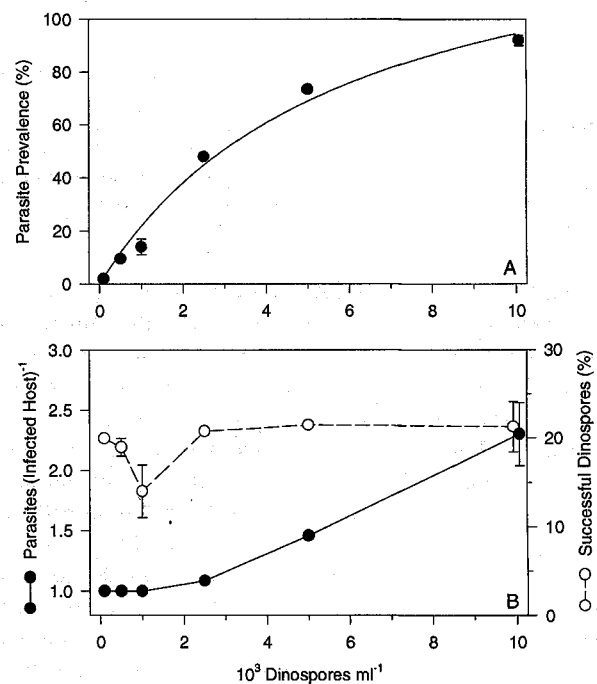 100
80
60
40
20
0
Parasite Prevalence (%)
A
0 2 4 6 8 10
3.0
2.5
2.0
1.5
1.0
Parasites (Infected Host)⁻¹
30
20
10
0
Successful Dinospores (%)
B
0 2 4 6 8 10
10³ Dinospores ml⁻¹